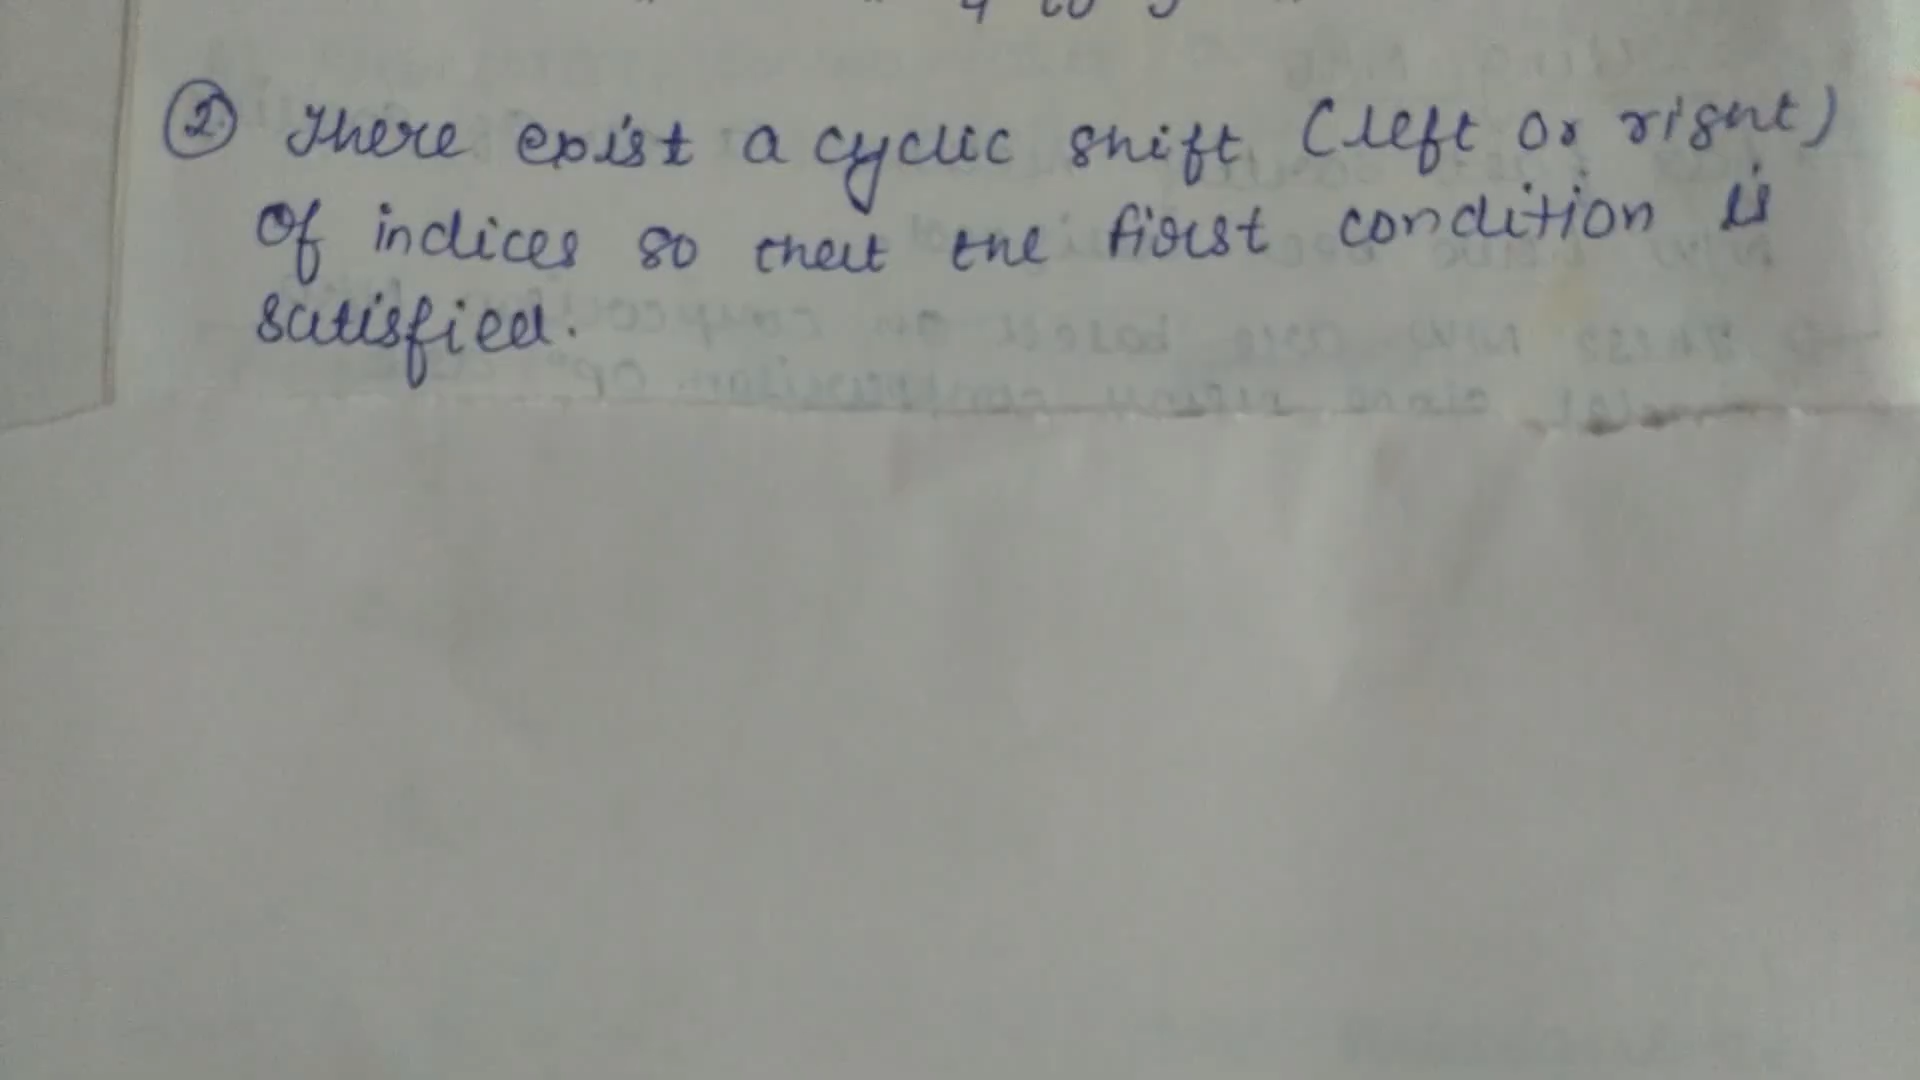 ② There exist a cyclic shift (left or right)
of indices so that the first condition is
satisfied.